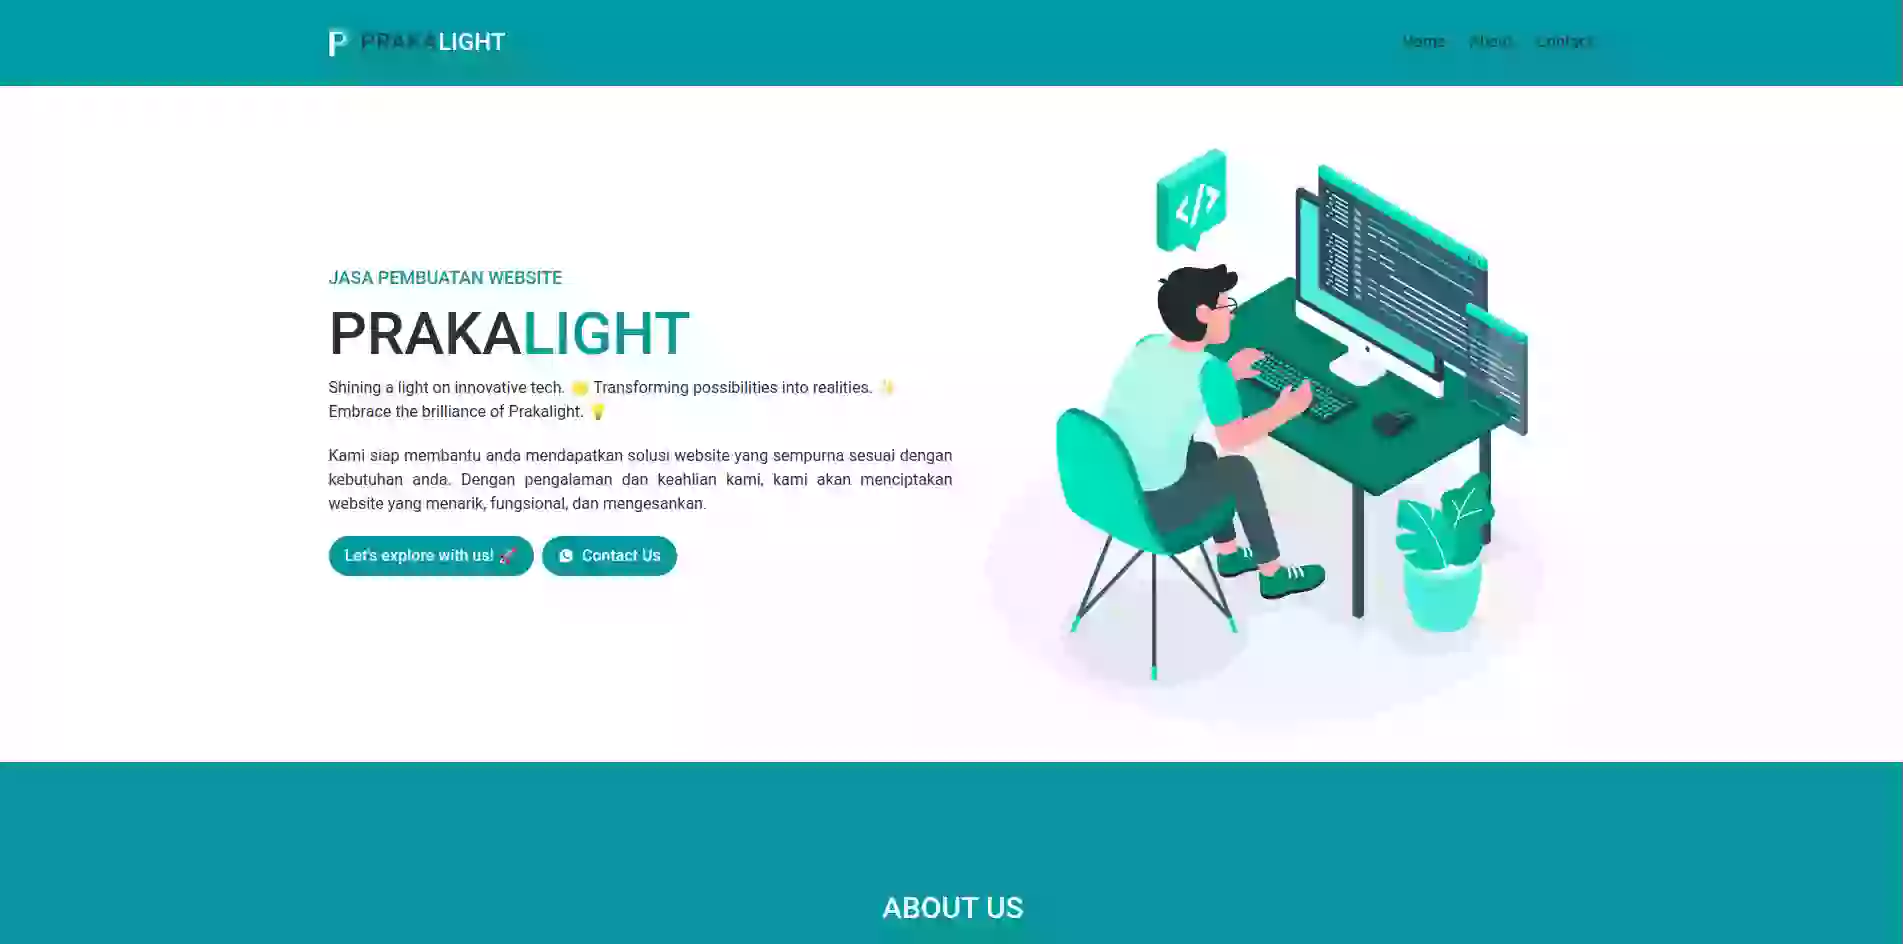 P PRAKALIGHT
Home About Contact
JASA PEMBUATAN WEBSITE
PRAKALIGHT
Shining a light on innovative tech. 🌟 Transforming possibilities into realities. ✨
Embrace the brilliance of Prakalight. 💡
Kami siap membantu anda mendapatkan solusi website yang sempurna sesuai dengan
kebutuhan anda. Dengan pengalaman dan keahlian kami, kami akan menciptakan
website yang menarik, fungsional, dan mengesankan.
Let's explore with us! 🚀 Contact Us
ABOUT US